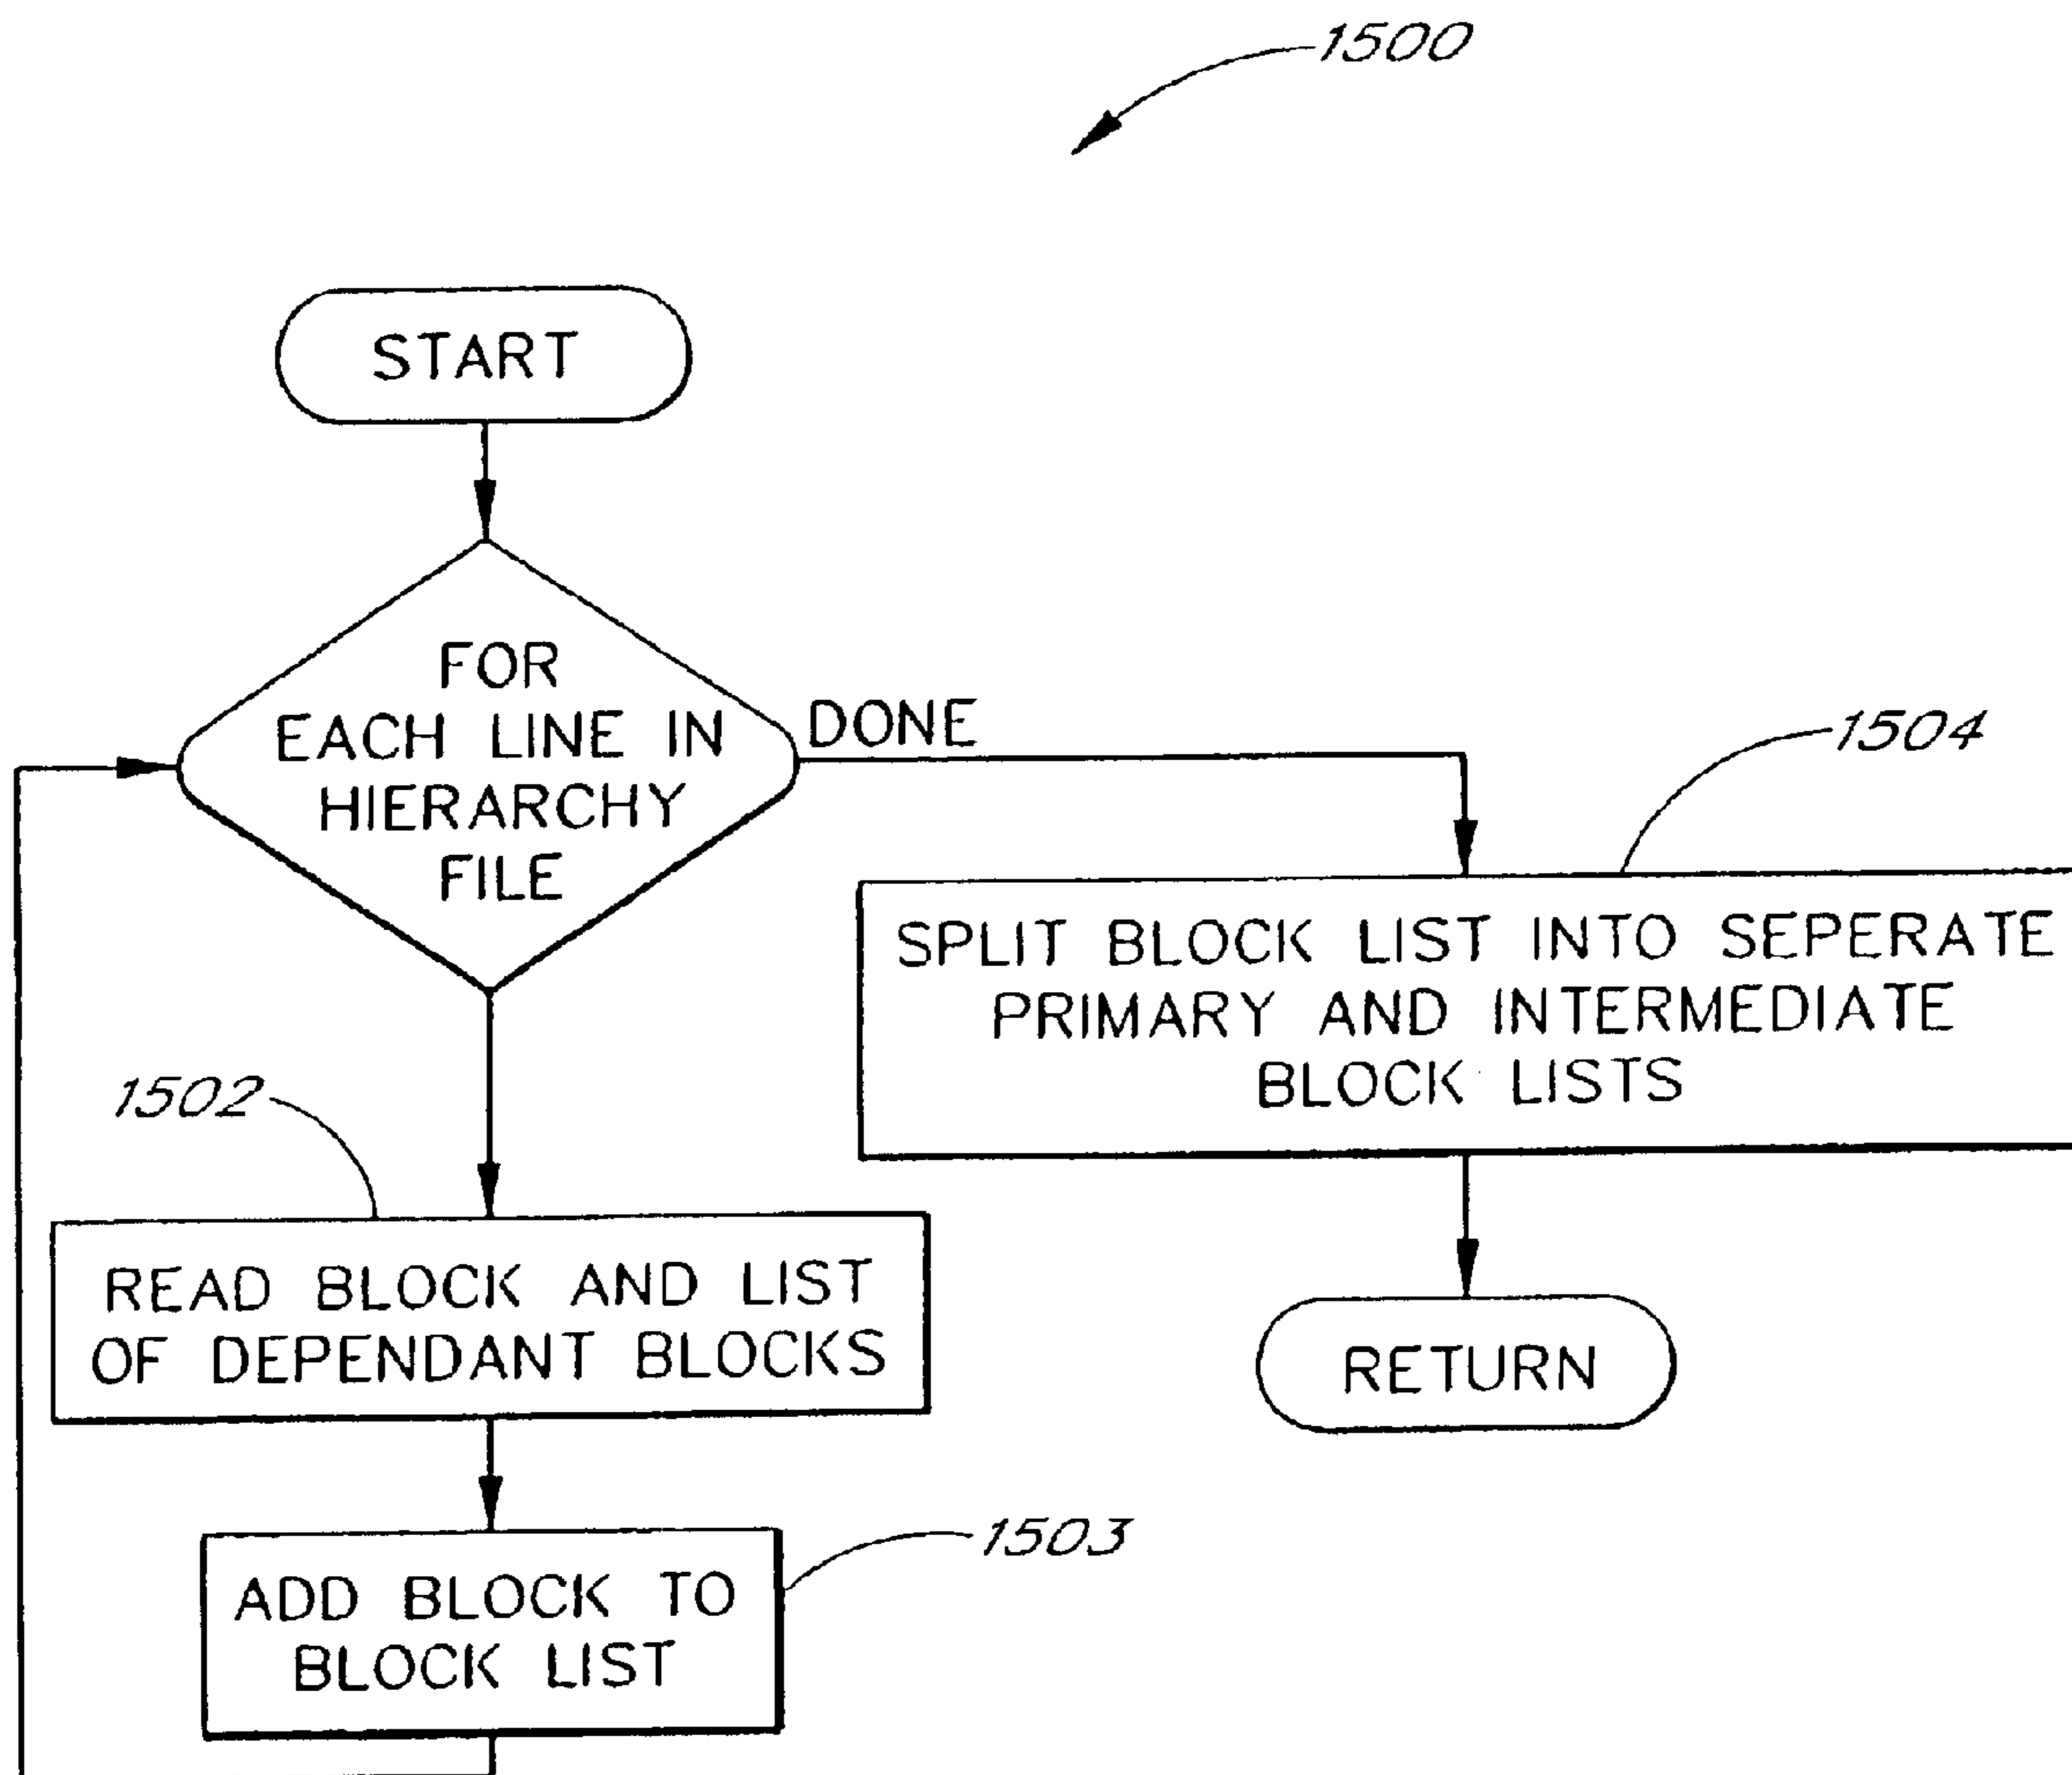 1500
START
FOR
EACH LINE IN
HIERARCHY
FILE
DONE
1504
SPLIT BLOCK LIST INTO SEPERATE
PRIMARY AND INTERMEDIATE
BLOCK LISTS
1502
READ BLOCK AND LIST
OF DEPENDANT BLOCKS
RETURN
1503
ADD BLOCK TO
BLOCK LIST